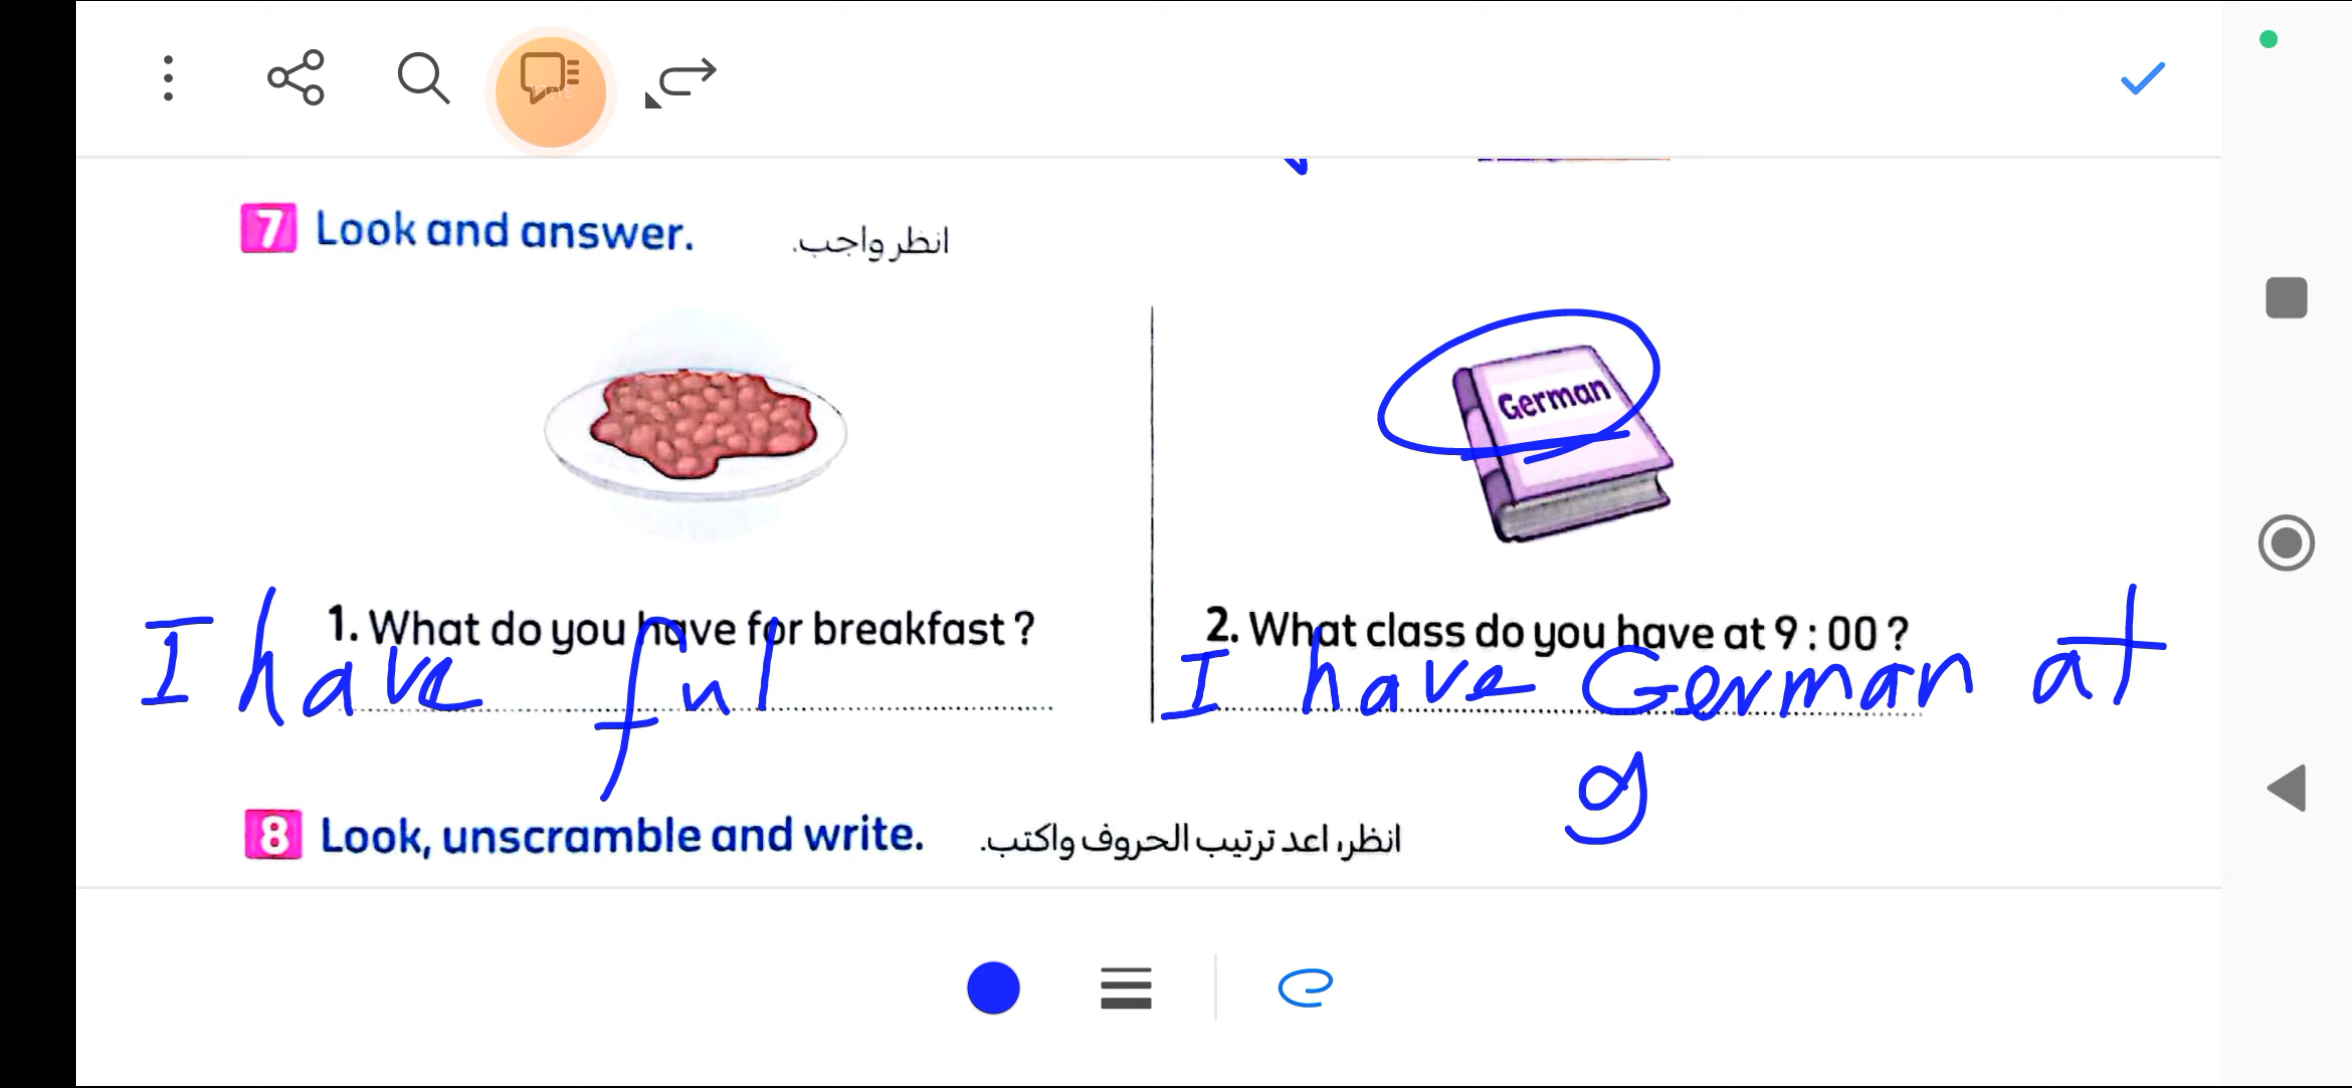 7 Look and answer. انظر واجب.
German
1. What do you have for breakfast ?
I have ful
2. What class do you have at 9 : 00 ?
I have German at
9
8 Look, unscramble and write. انظر، اعد ترتيب الحروف واكتب.